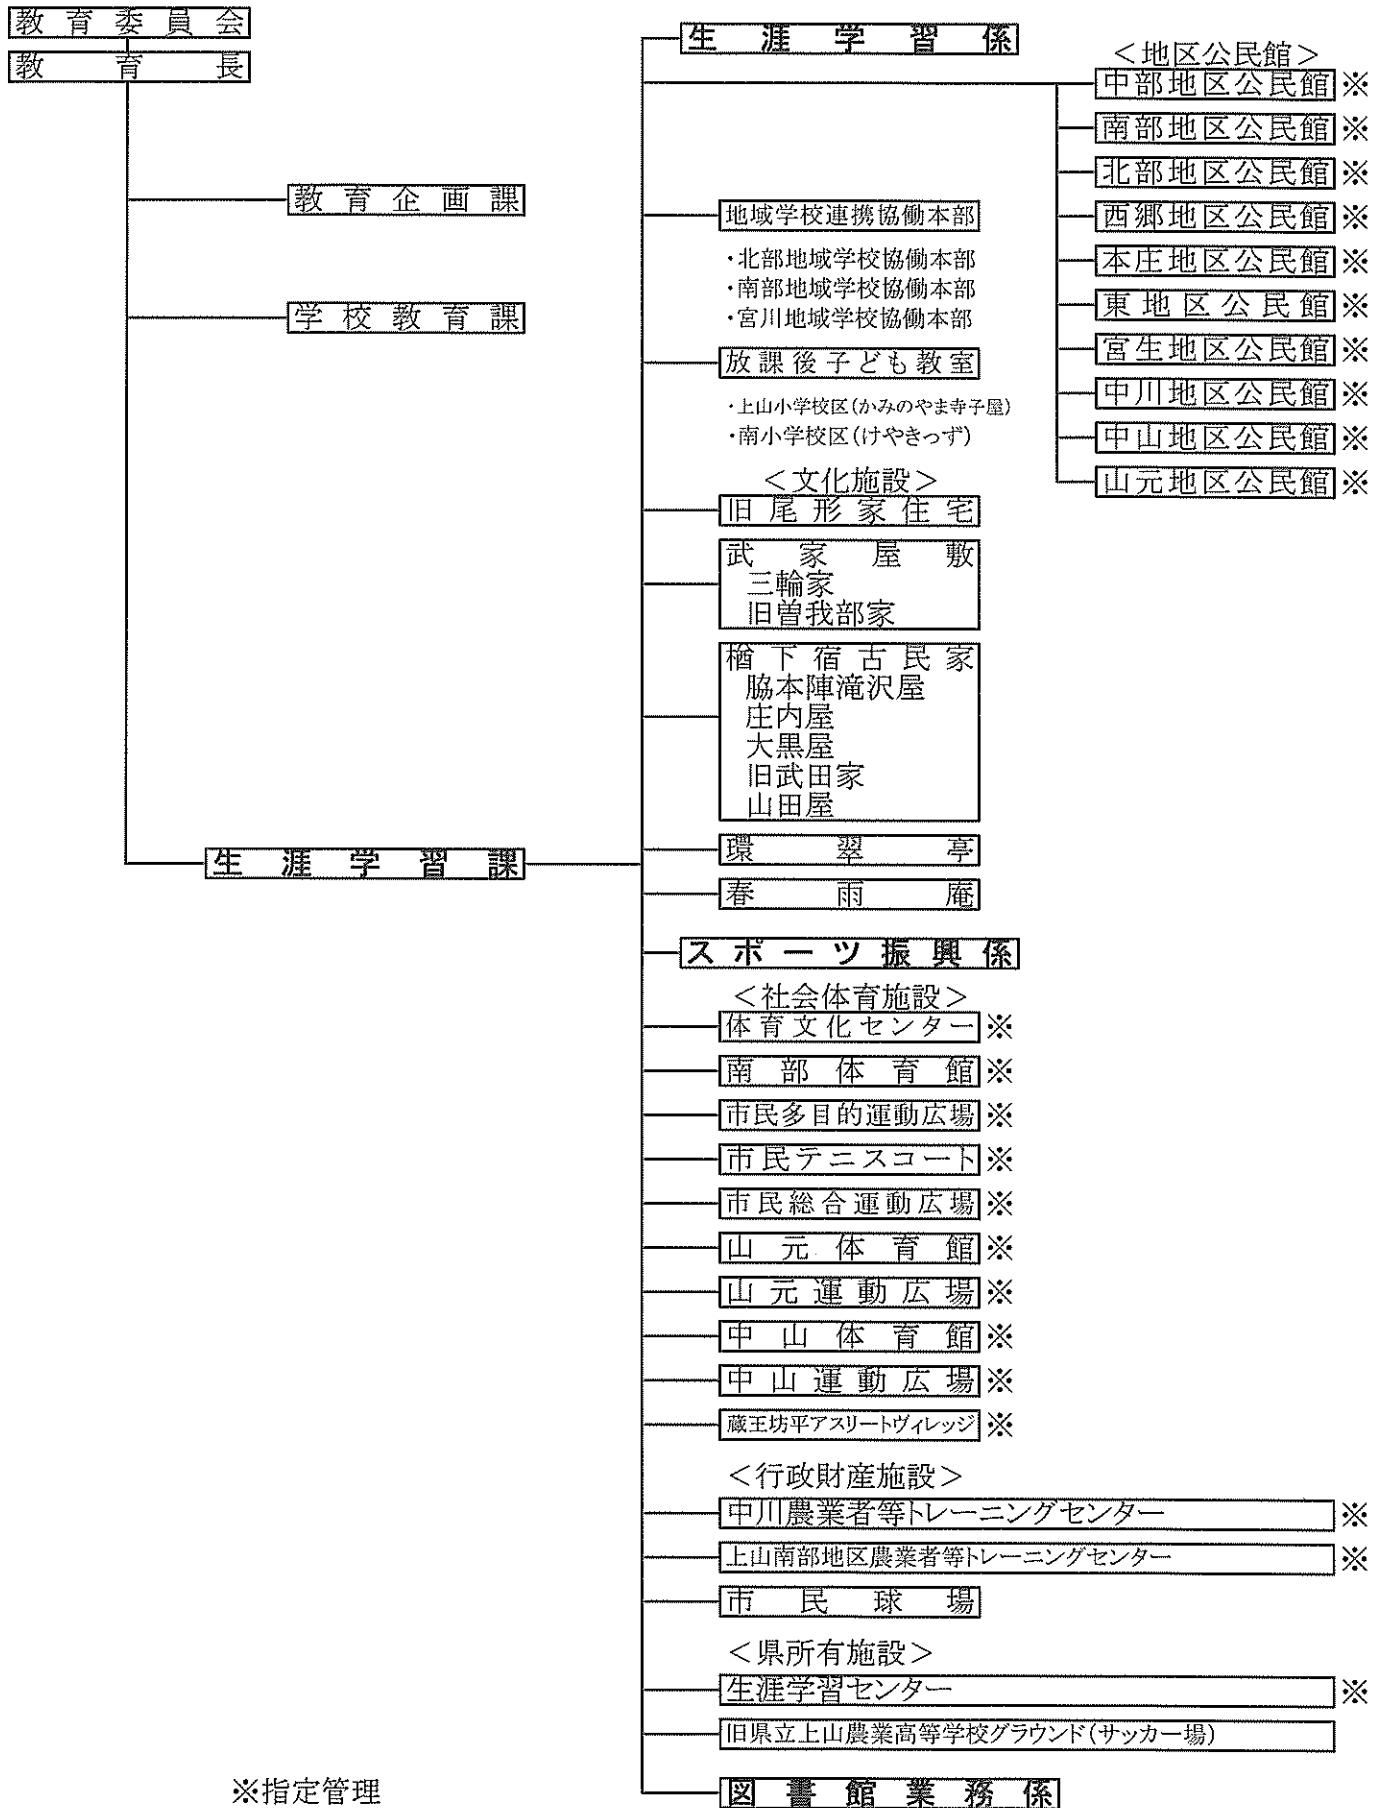 教育委員会
教育長
教育企画課
学校教育課
生涯学習課
生涯学習係
＜地区公民館＞
中部地区公民館※
南部地区公民館※
北部地区公民館※
西郷地区公民館※
本庄地区公民館※
東地区公民館※
宮生地区公民館※
中川地区公民館※
中山地区公民館※
山元地区公民館※
地域学校連携協働本部
・北部地域学校協働本部
・南部地域学校協働本部
・宮川地域学校協働本部
放課後子ども教室
・上山小学校区(かみのやま寺子屋)
・南小学校区(けやきっず)
＜文化施設＞
旧尾形家住宅
武家屋敷
三輪家
旧曽我部家
楢下宿古民家
脇本陣滝沢屋
庄内屋
大黒屋
旧武田家
山田屋
環翠亭
春雨庵
スポーツ振興係
＜社会体育施設＞
体育文化センター※
南部体育館※
市民多目的運動広場※
市民テニスコート※
市民総合運動広場※
山元体育館※
山元運動広場※
中山体育館※
中山運動広場※
蔵王坊平アスリートヴィレッジ※
＜行政財産施設＞
中川農業者等トレーニングセンター※
上山南部地区農業者等トレーニングセンター※
市民球場
＜県所有施設＞
生涯学習センター※
旧県立上山農業高等学校グラウンド(サッカー場)
図書館業務係
※指定管理